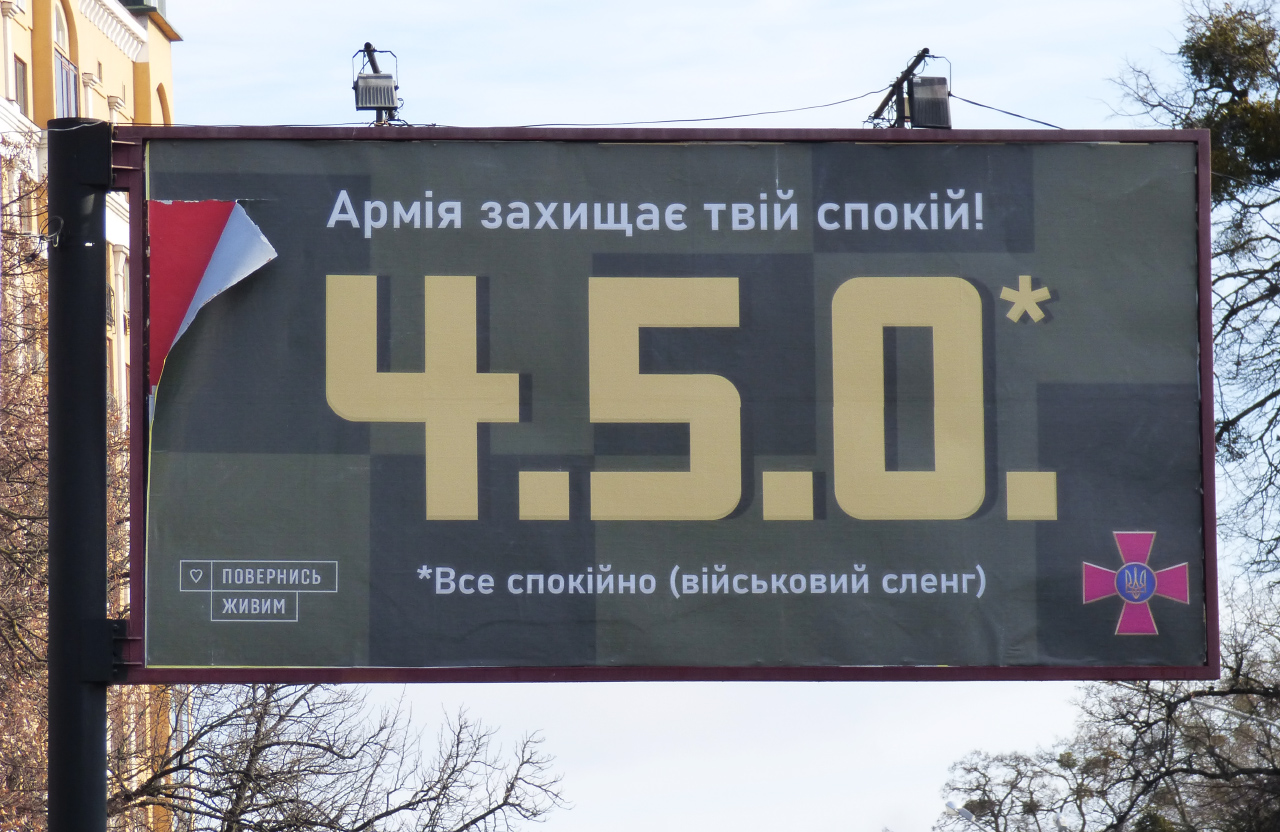 Армія захищає твій спокій!
4.5.0.*
*Все спокійно (військовий сленг)
ПОВЕРНИСЬ
ЖИВИМ